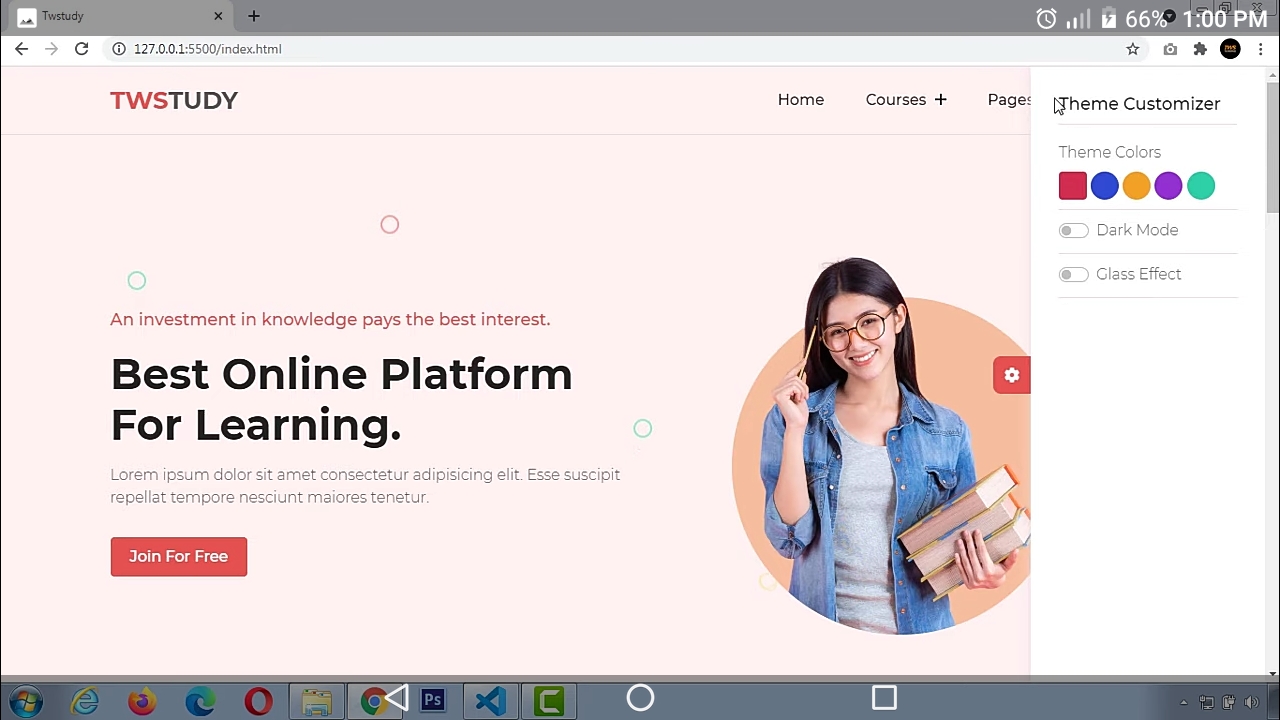 Twstudy
66% 1:00 PM
127.0.0.1:5500/index.html
TWSTUDY
Home
Courses +
Pages
Theme Customizer
Theme Colors
Dark Mode
Glass Effect
An investment in knowledge pays the best interest.
Best Online Platform
For Learning.
Lorem ipsum dolor sit amet consectetur adipisicing elit. Esse suscipit
repellat tempore nesciunt maiores tenetur.
Join For Free
Ps